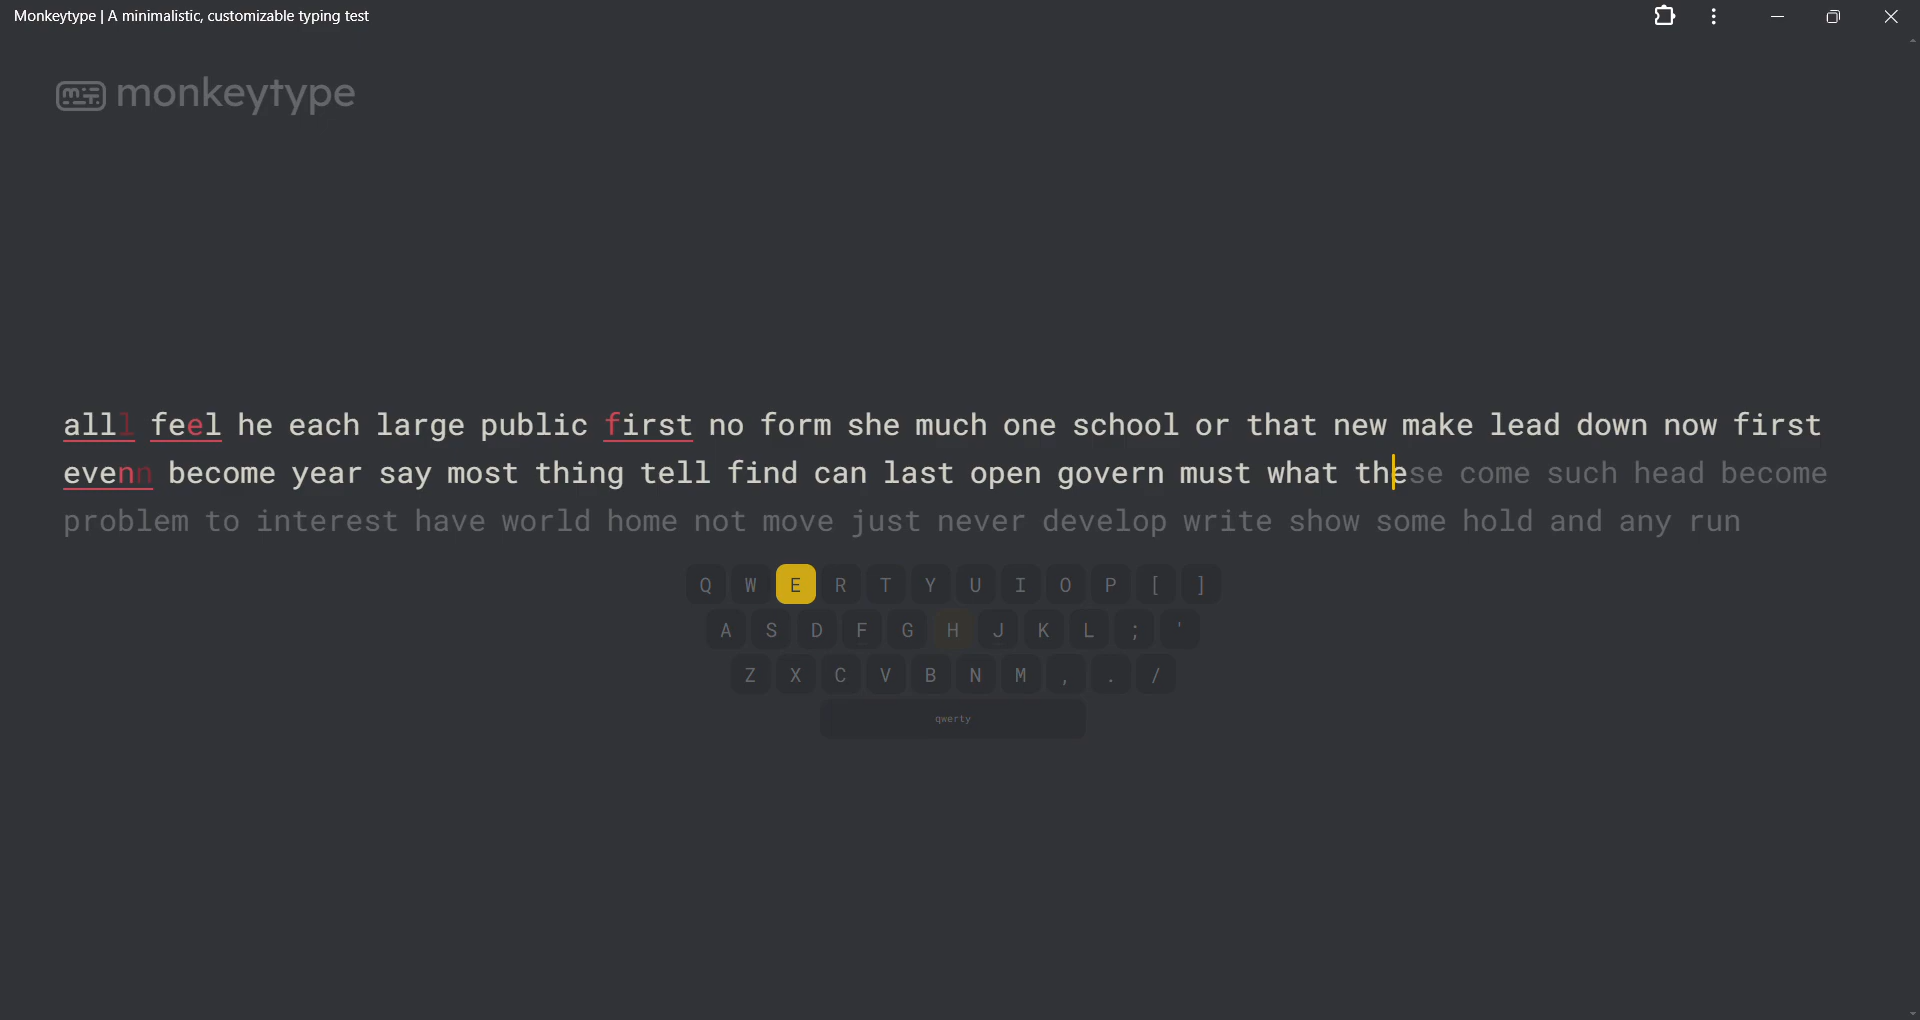 Monkeytype | A minimalistic, customizable typing test
monkeytype
alll feel he each large public first no form she much one school or that new make lead down now first
evenn become year say most thing tell find can last open govern must what these come such head become
problem to interest have world home not move just never develop write show some hold and any run
Q W E R T Y U I O P [ ]
A S D F G H J K L ; '
Z X C V B N M , . /
qwerty